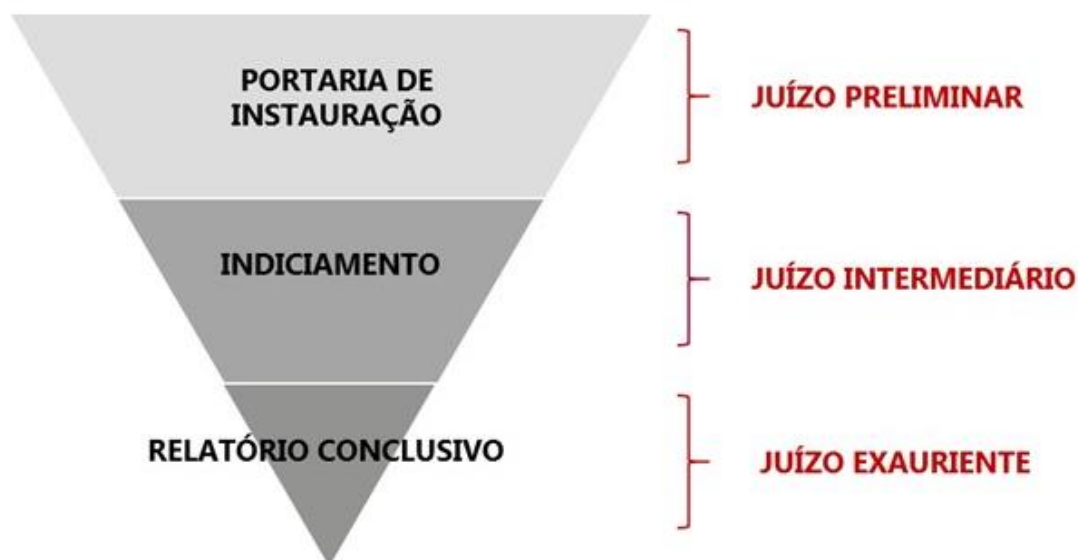 PORTARIA DE
INSTAURAÇÃO
JUÍZO PRELIMINAR
INDICIAMENTO
JUÍZO INTERMEDIÁRIO
RELATÓRIO CONCLUSIVO
JUÍZO EXAURIENTE